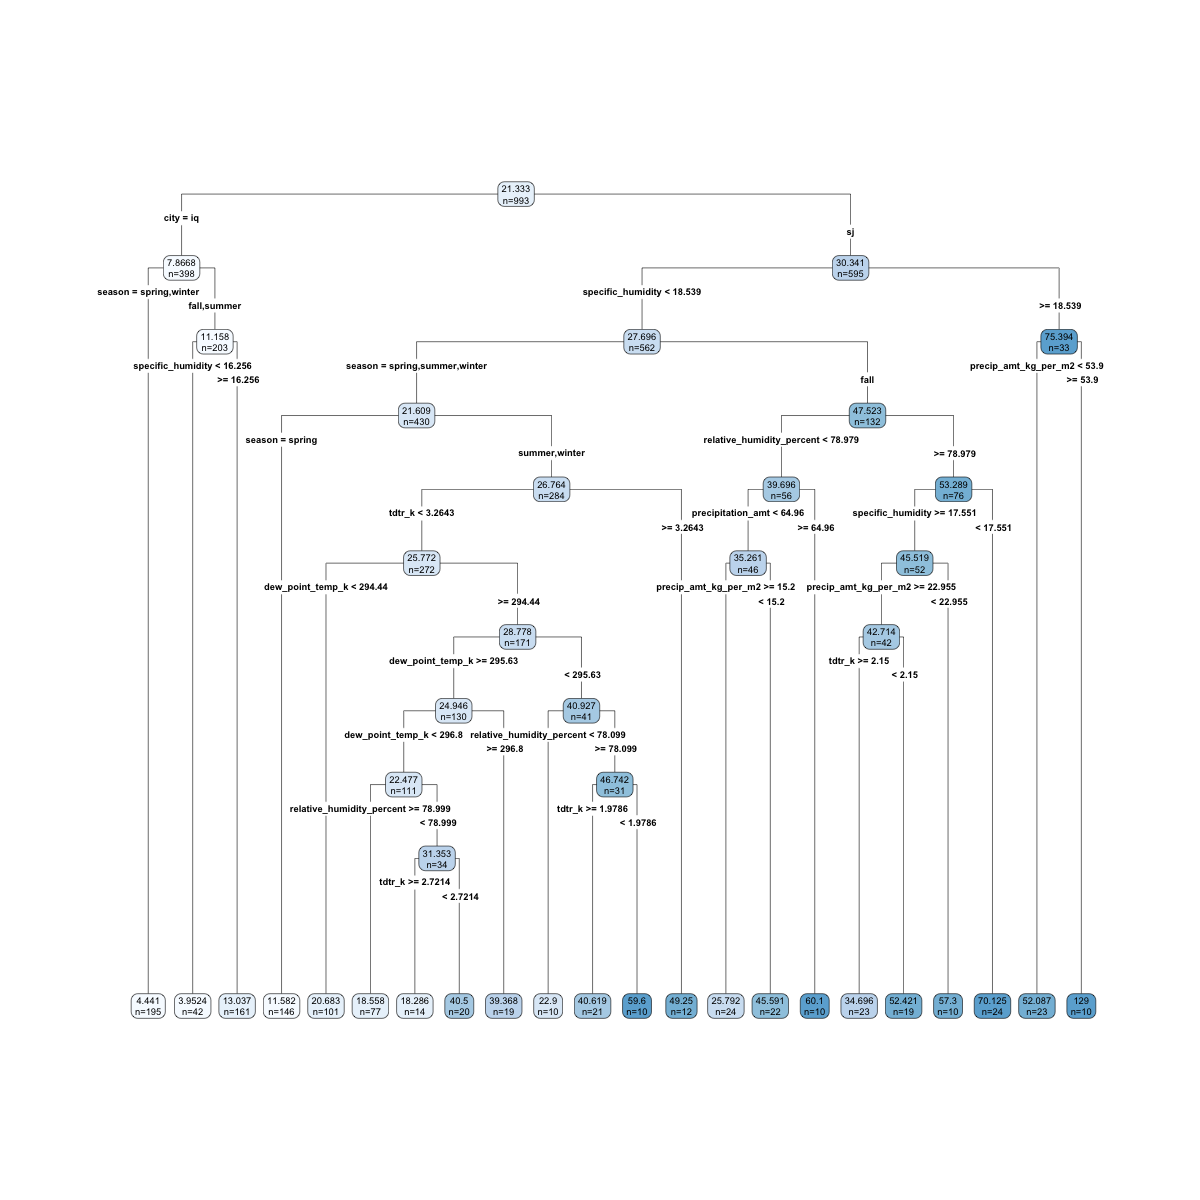 21.333
n=993
city = iq
sj
7.8668
n=398
30.341
n=595
season = spring,winter
fall,summer
specific_humidity < 18.539
>= 18.539
11.158
n=203
27.696
n=562
75.394
n=33
specific_humidity < 16.256
>= 16.256
season = spring,summer,winter
fall
precip_amt_kg_per_m2 < 53.9
>= 53.9
21.609
n=430
47.523
n=132
season = spring
summer,winter
relative_humidity_percent < 78.979
>= 78.979
26.764
n=284
39.696
n=56
53.289
n=76
tdtr_k < 3.2643
>= 3.2643
precipitation_amt < 64.96
>= 64.96
specific_humidity >= 17.551
< 17.551
25.772
n=272
35.261
n=46
45.519
n=52
dew_point_temp_k < 294.44
>= 294.44
precip_amt_kg_per_m2 >= 15.2
< 15.2
precip_amt_kg_per_m2 >= 22.955
< 22.955
28.778
n=171
42.714
n=42
dew_point_temp_k >= 295.63
< 295.63
tdtr_k >= 2.15
< 2.15
24.946
n=130
40.927
n=41
dew_point_temp_k < 296.8
>= 296.8
relative_humidity_percent < 78.099
>= 78.099
22.477
n=111
46.742
n=31
relative_humidity_percent >= 78.999
< 78.999
tdtr_k >= 1.9786
< 1.9786
31.353
n=34
tdtr_k >= 2.7214
< 2.7214
4.441
n=195
3.9524
n=42
13.037
n=161
11.582
n=146
20.683
n=101
18.558
n=77
18.286
n=14
40.5
n=20
39.368
n=19
22.9
n=10
40.619
n=21
59.6
n=10
49.25
n=12
25.792
n=24
45.591
n=22
60.1
n=10
34.696
n=23
52.421
n=19
57.3
n=10
70.125
n=24
52.087
n=23
129
n=10